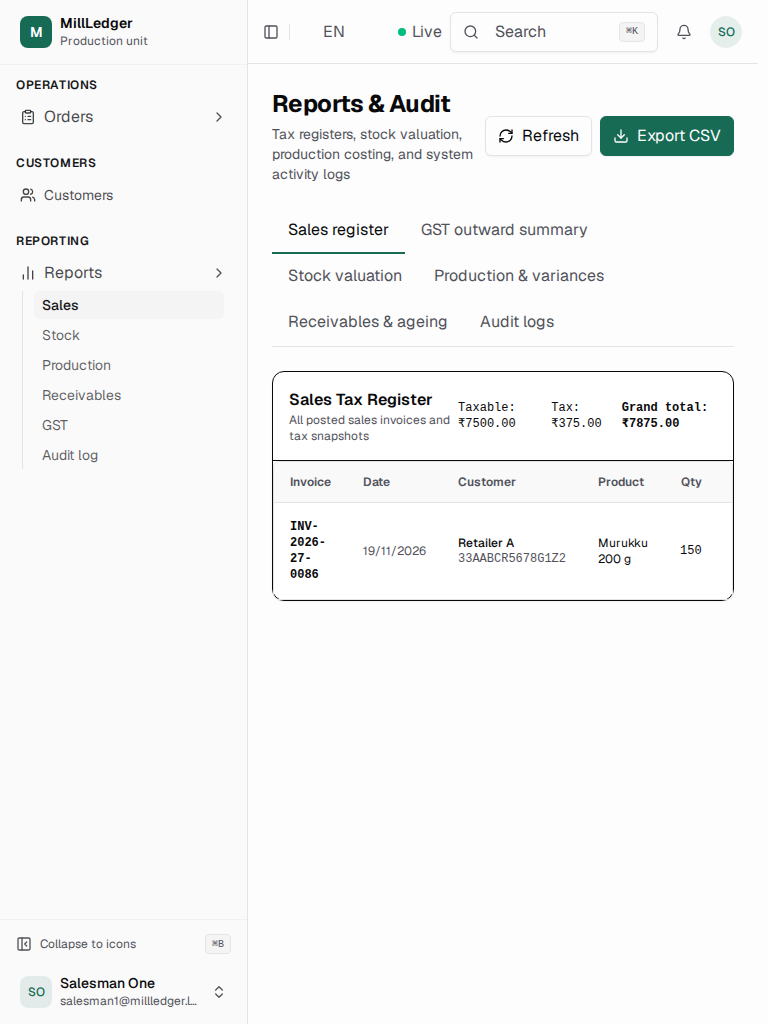 M
MillLedger
Production unit
OPERATIONS
Orders
CUSTOMERS
Customers
REPORTING
Reports
Sales
Stock
Production
Receivables
GST
Audit log
Collapse to icons
⌘B
SO
Salesman One
salesman1@millledger.l...
EN
Live
Search
⌘K
SO
Reports & Audit
Tax registers, stock valuation,
production costing, and system
activity logs
Refresh
Export CSV
Sales register
GST outward summary
Stock valuation
Production & variances
Receivables & ageing
Audit logs
Sales Tax Register
All posted sales invoices and
tax snapshots
Taxable:
₹7500.00
Tax:
₹375.00
Grand total:
₹7875.00
Invoice Date Customer Product Qty
INV-
2026-
27-
0086
19/11/2026
Retailer A
33AABCR5678G1Z2
Murukku
200 g
150